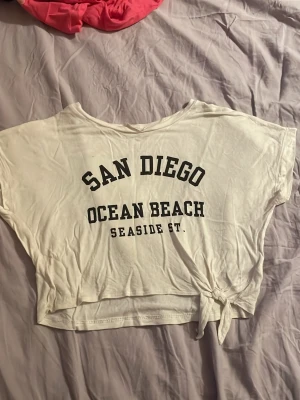 SAN DIEGO
OCEAN BEACH
SEASIDE ST.